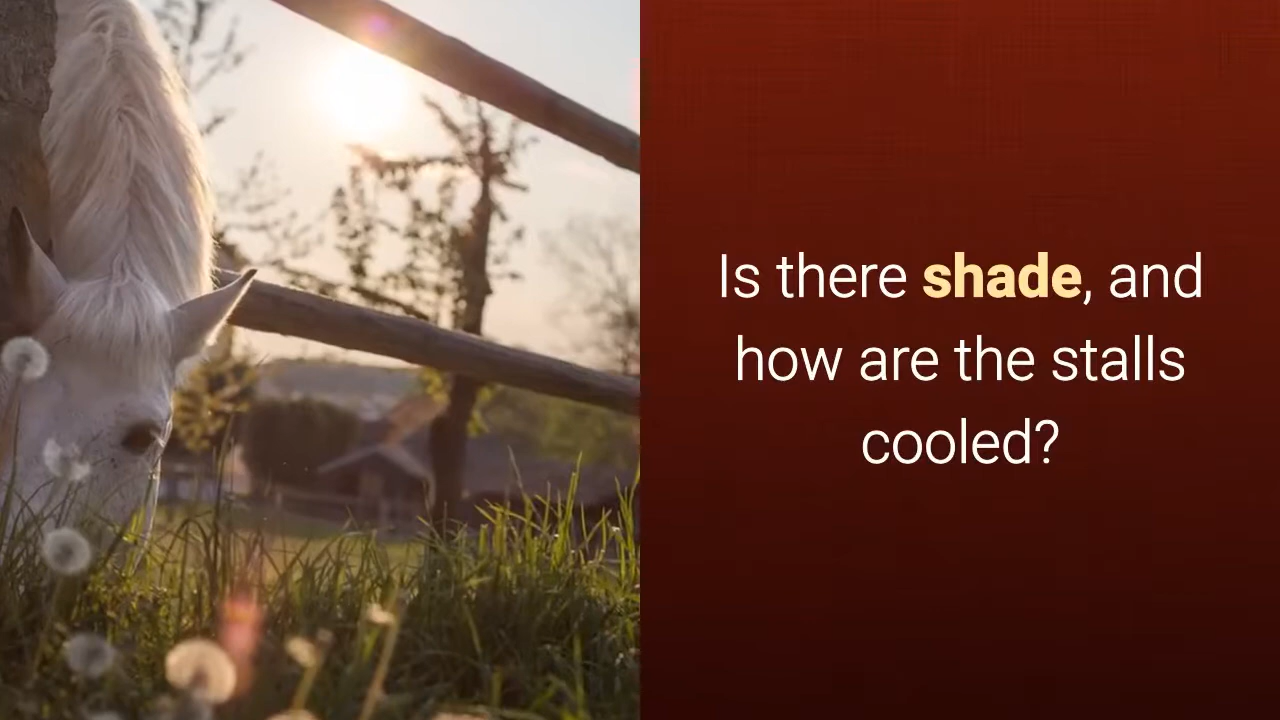 Is there shade, and
how are the stalls
cooled?